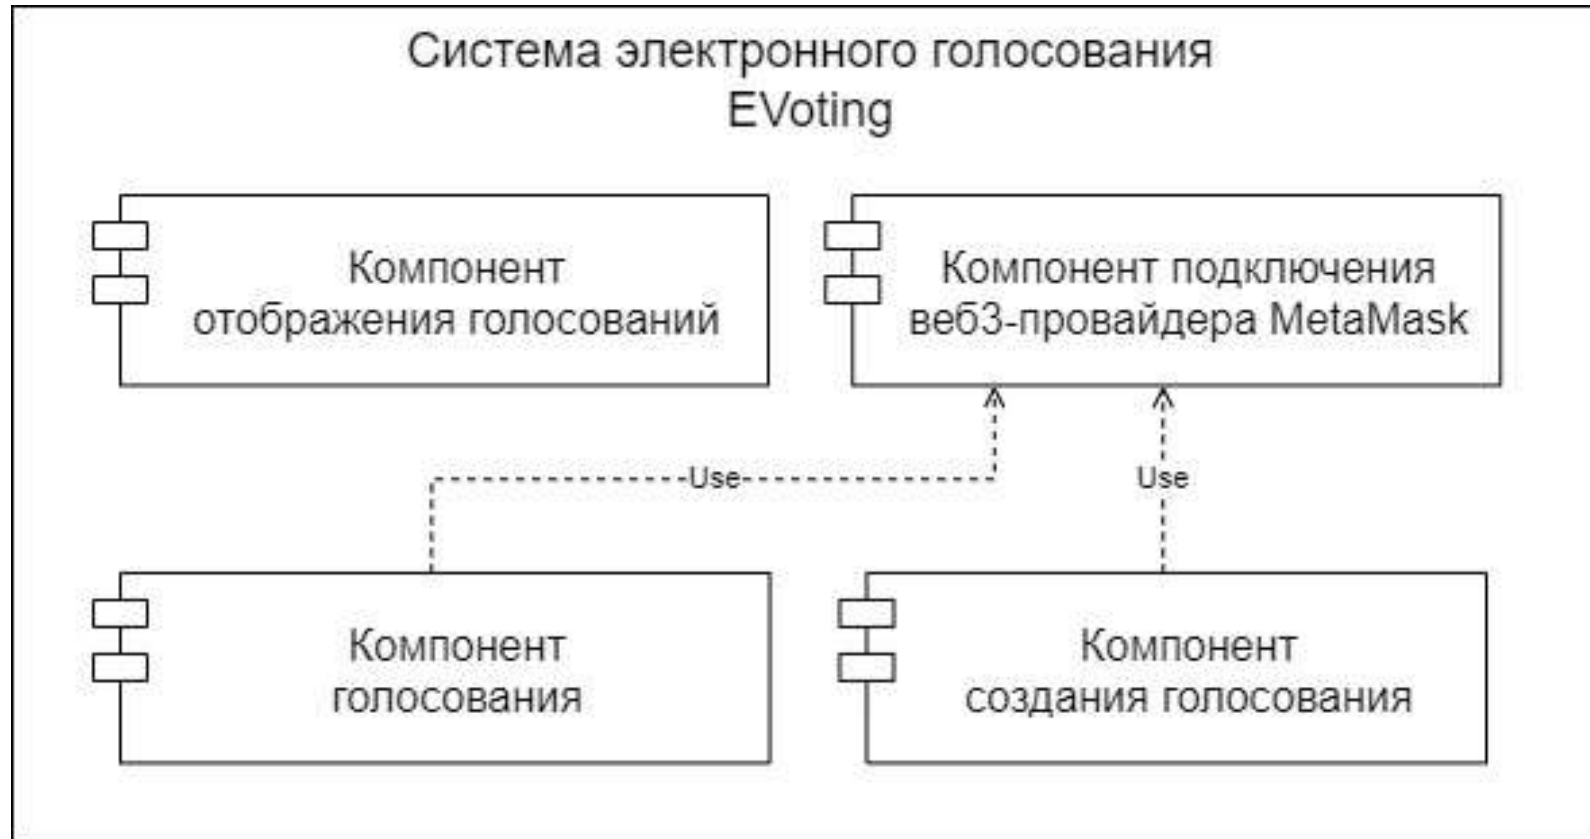 Система электронного голосования
EVoting
Компонент
отображения голосований
Компонент подключения
веб3-провайдера MetaMask
Use
Use
Компонент
голосования
Компонент
создания голосования